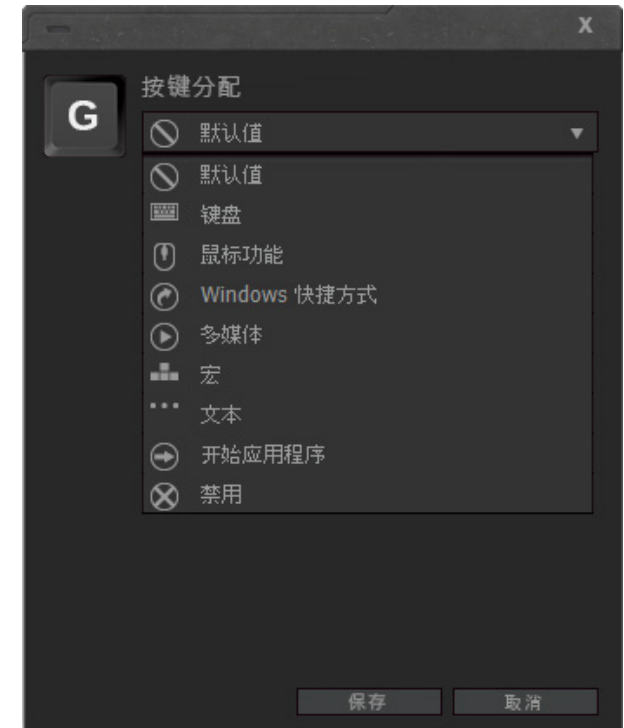 X
G
按键分配
默认值
默认值
键盘
鼠标功能
Windows 快捷方式
多媒体
宏
文本
开始应用程序
禁用
保存
取消